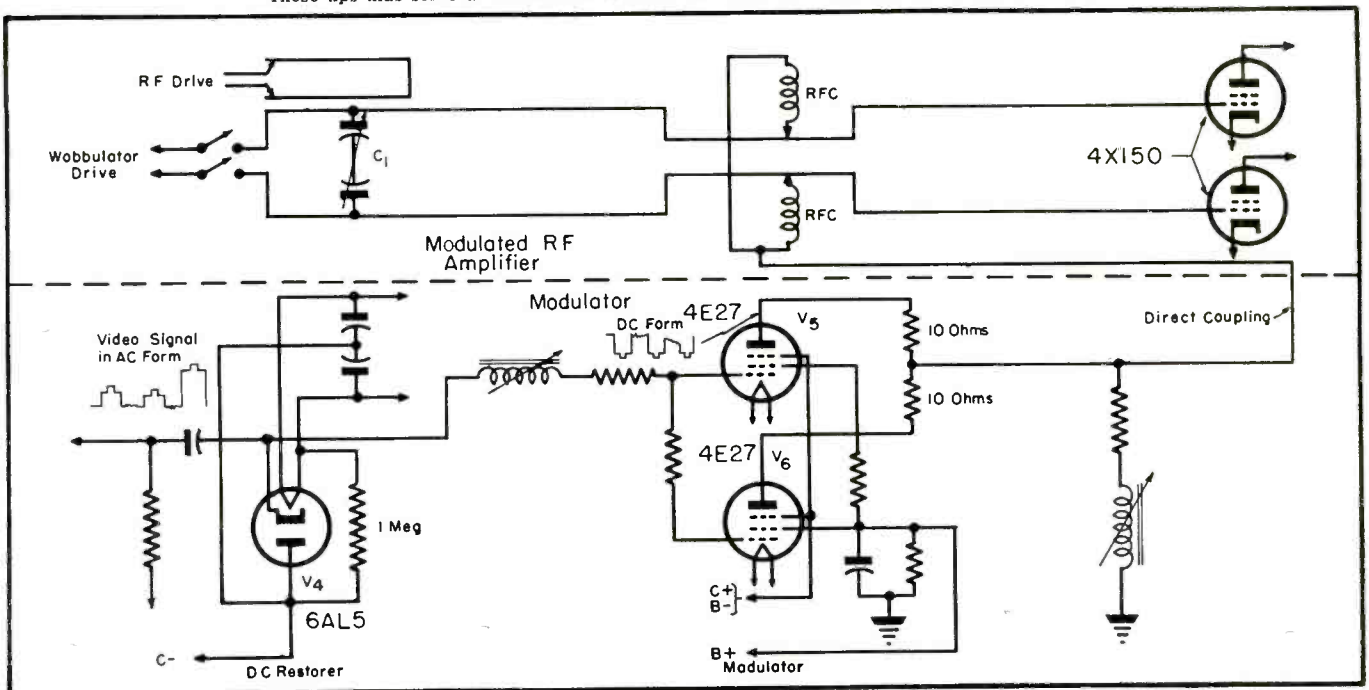 RF Drive
Wobbulator
Drive
C1
RFC
RFC
4X150
Modulated RF
Amplifier
Modulator
Video Signal
in AC Form
DC Form
4E27
V5
10 Ohms
10 Ohms
Direct Coupling
4E27
V6
1 Meg
V4
6AL5
C-
DC Restorer
C+
B-
B+
Madulator